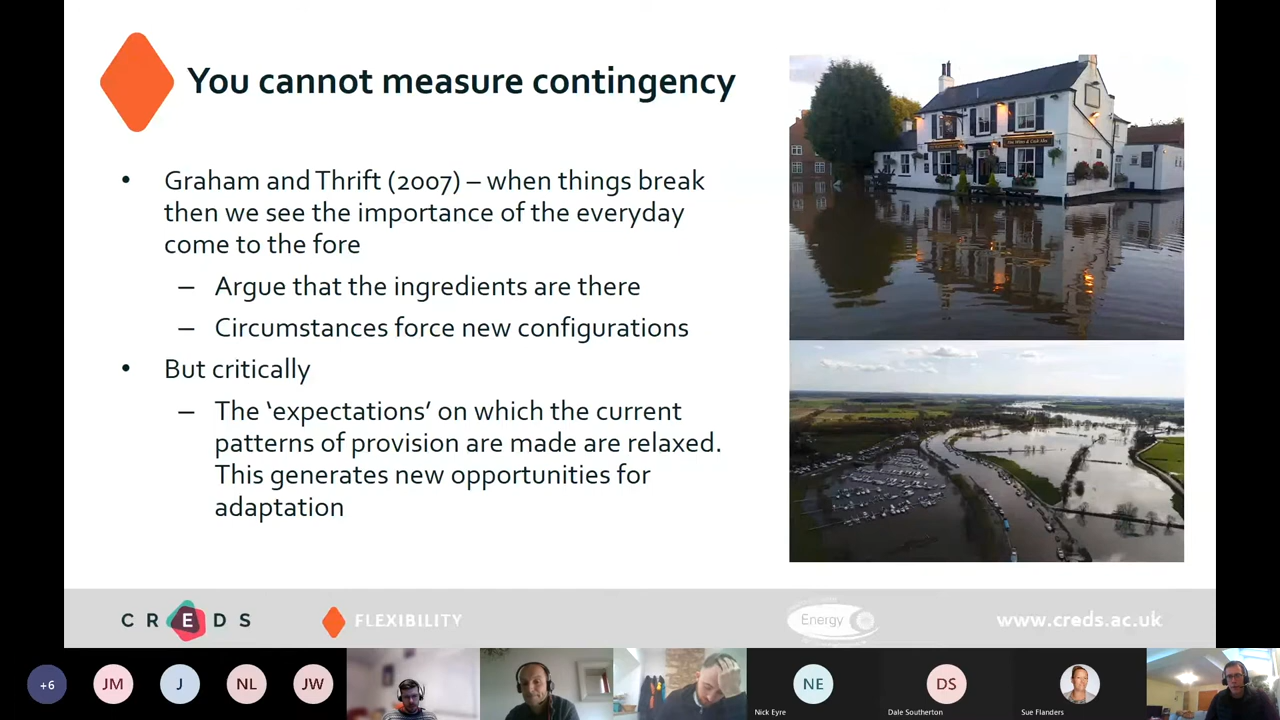 You cannot measure contingency
• Graham and Thrift (2007) – when things break
then we see the importance of the everyday
come to the fore
– Argue that the ingredients are there
– Circumstances force new configurations
• But critically
– The ‘expectations’ on which the current
patterns of provision are made are relaxed.
This generates new opportunities for
adaptation
CREDS
FLEXIBILITY
Energy
www.creds.ac.uk
+6
JM
J
NL
JW
NE
Nick Eyre
DS
Dale Southerton
Sue Flanders